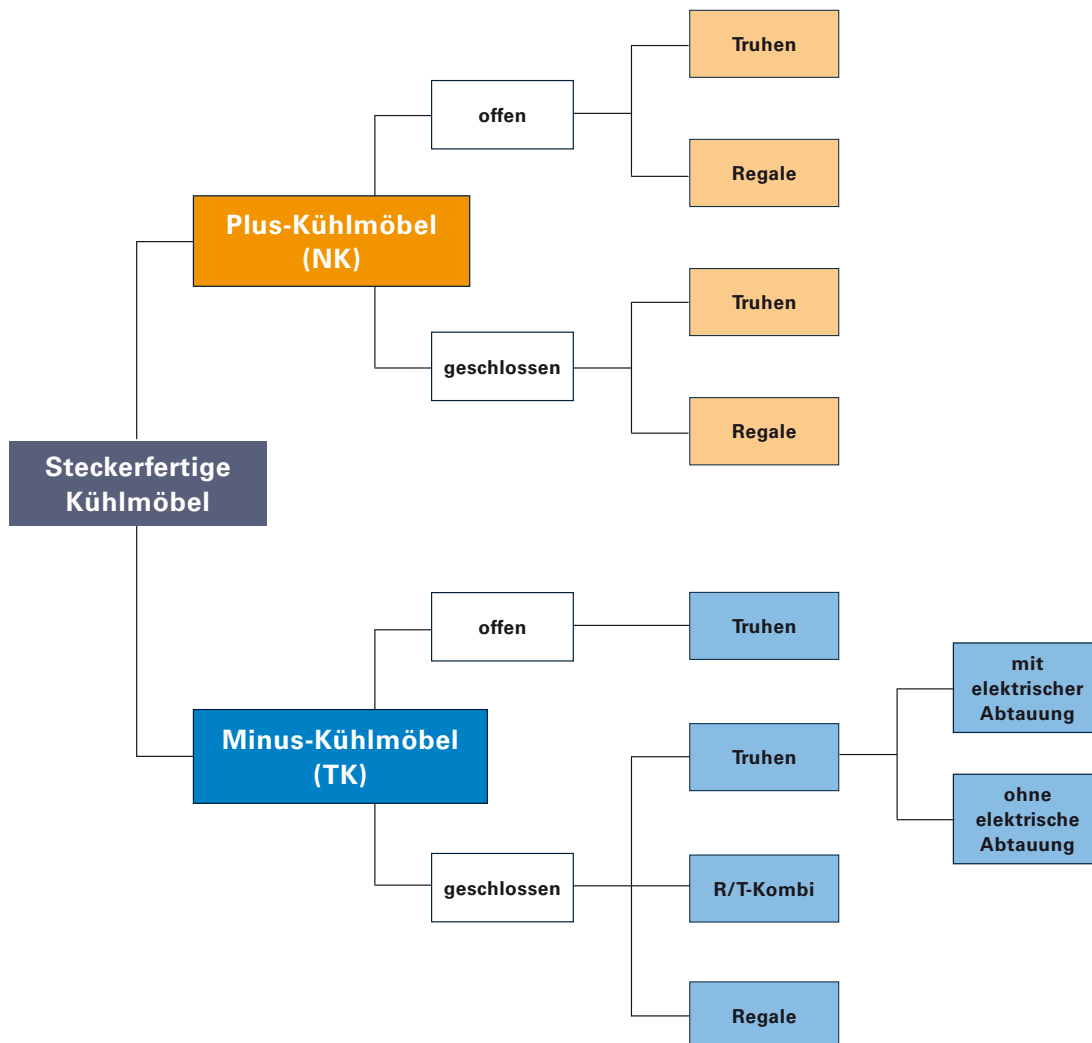 Truhen
offen
Regale
Plus-Kühlmöbel
(NK)
Truhen
geschlossen
Regale
Steckerfertige
Kühlmöbel
offen
Truhen
mit
elektrischer
Abtauung
Minus-Kühlmöbel
(TK)
Truhen
ohne
elektrische
Abtauung
geschlossen
R/T-Kombi
Regale